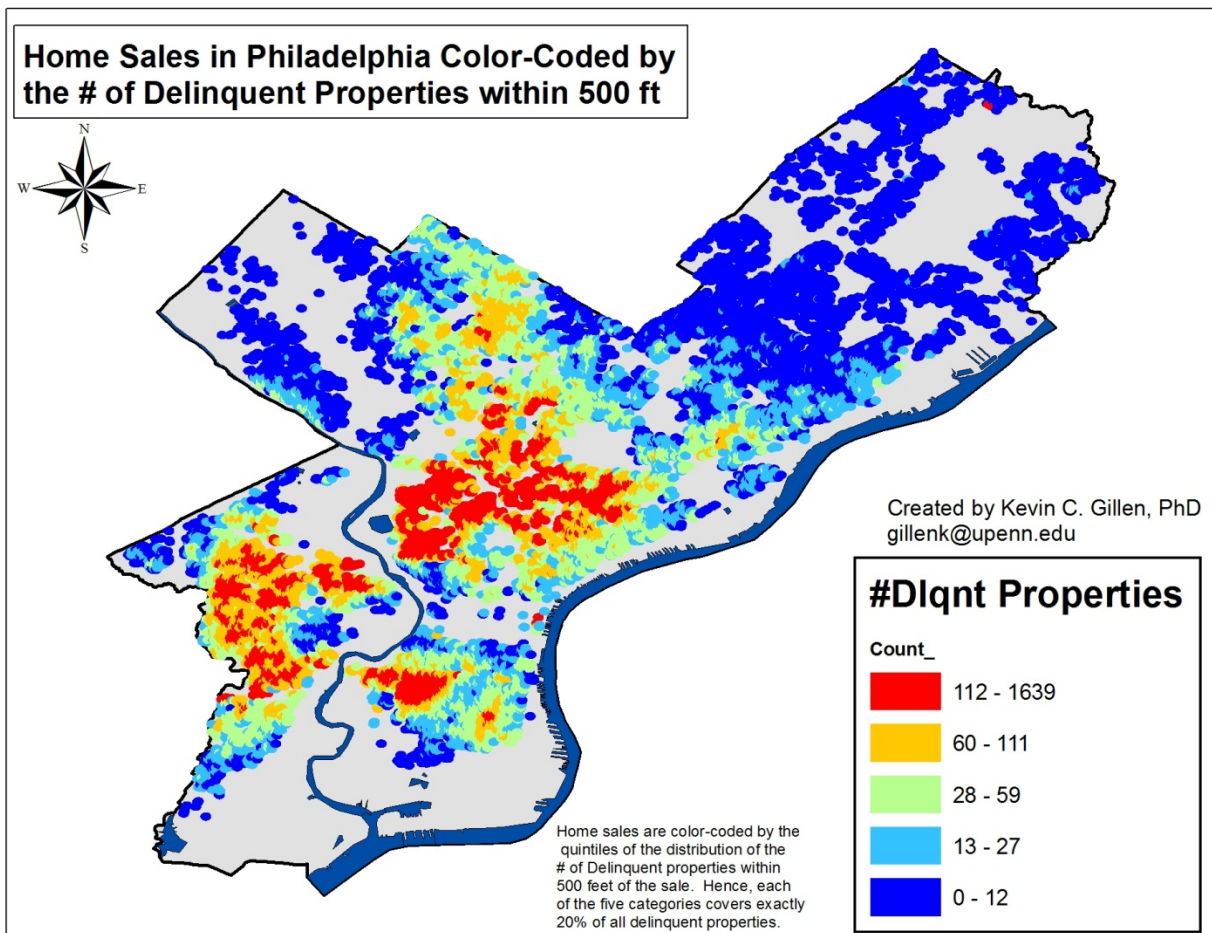 Home Sales in Philadelphia Color-Coded by
the # of Delinquent Properties within 500 ft
N
W
E
S
Created by Kevin C. Gillen, PhD
gillenk@upenn.edu
#Dlqnt Properties
Count_
112 - 1639
60 - 111
28 - 59
13 - 27
0 - 12
Home sales are color-coded by the
quintiles of the distribution of the
# of Delinquent properties within
500 feet of the sale. Hence, each
of the five categories covers exactly
20% of all delinquent properties.